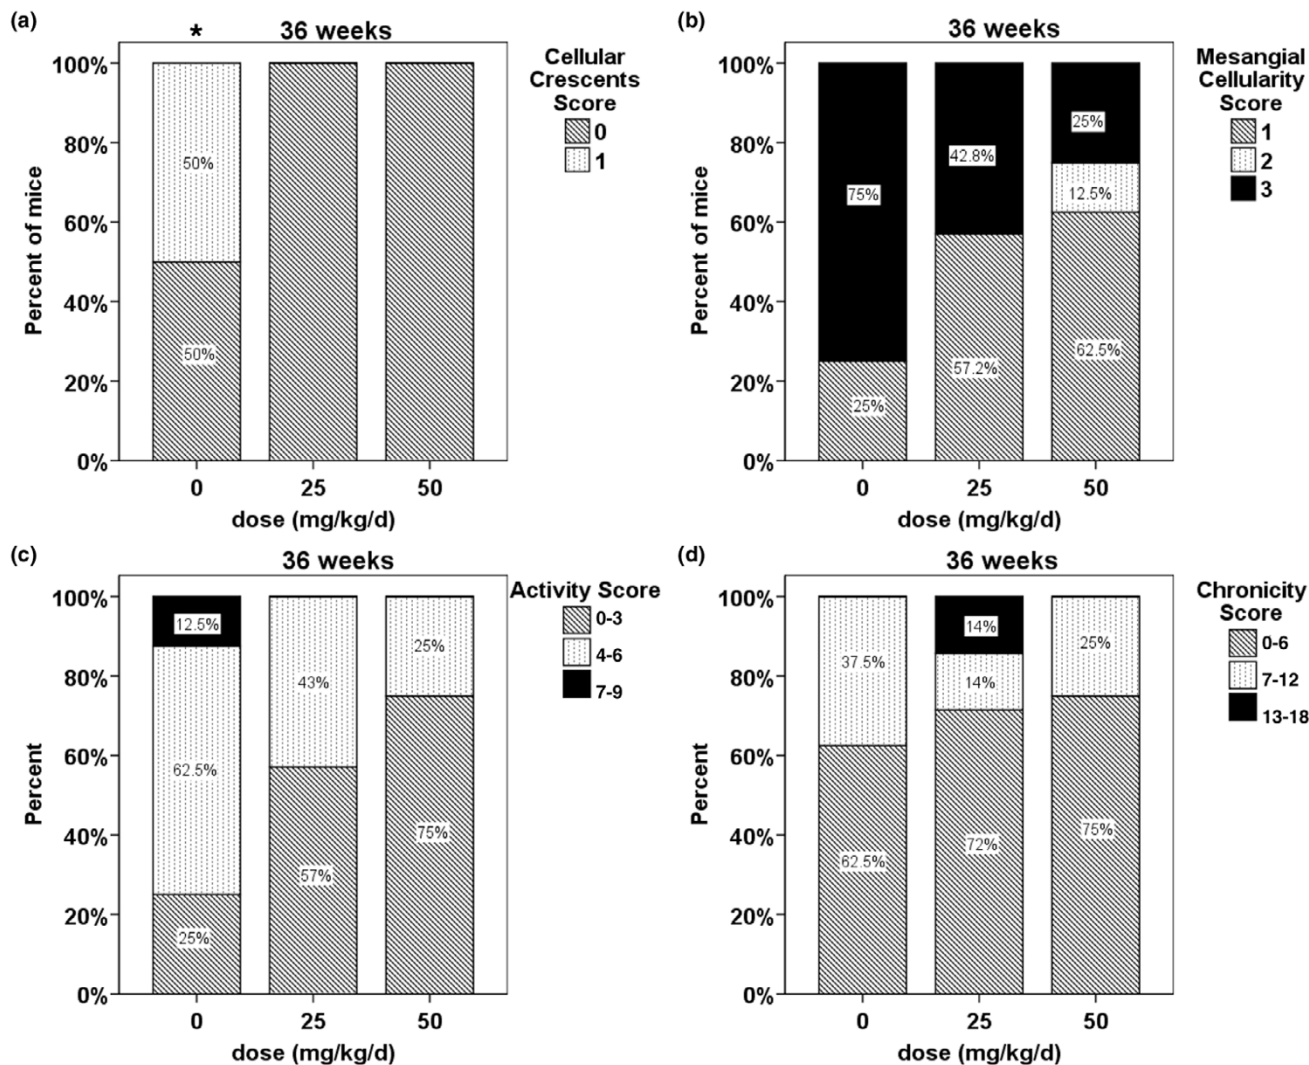 (a)
* 36 weeks
Cellular
Crescents
Score
0
1
Percent of mice
100%
80%
60%
40%
20%
0%
50%
50%
0 25 50
dose (mg/kg/d)
(b)
36 weeks
Mesangial
Cellularity
Score
1
2
3
Percent of mice
100%
80%
60%
40%
20%
0%
75%
25%
42.8%
57.2%
25%
12.5%
62.5%
0 25 50
dose (mg/kg/d)
(c)
36 weeks
Activity Score
0-3
4-6
7-9
Percent
100%
80%
60%
40%
20%
0%
12.5%
62.5%
25%
43%
57%
25%
75%
0 25 50
dose (mg/kg/d)
(d)
36 weeks
Chronicity
Score
0-6
7-12
13-18
Percent
100%
80%
60%
40%
20%
0%
37.5%
62.5%
14%
14%
72%
25%
75%
0 25 50
dose (mg/kg/d)